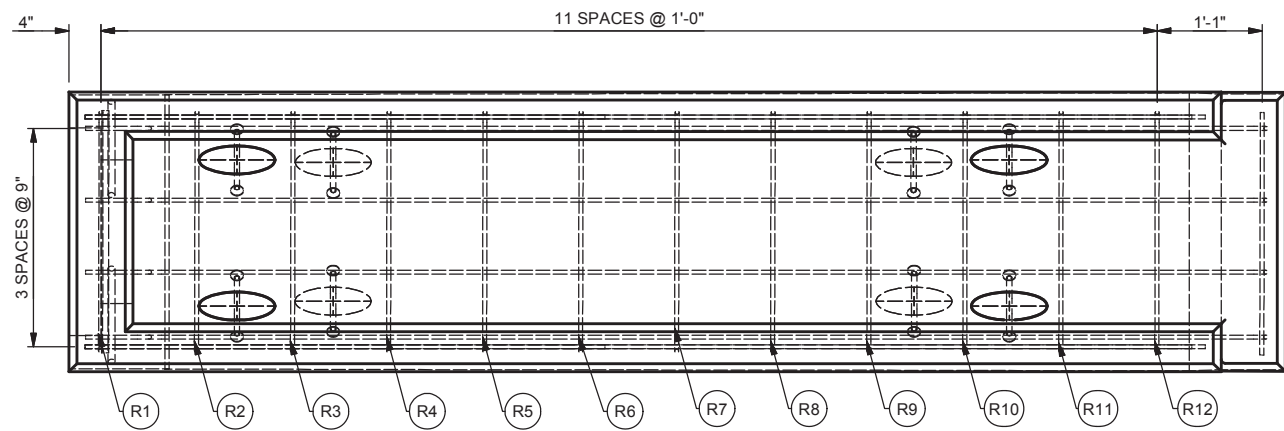 4" 11 SPACES @ 1'-0" 1'-1"
3 SPACES @ 9"
R1 R2 R3 R4 R5 R6 R7 R8 R9 R10 R11 R12